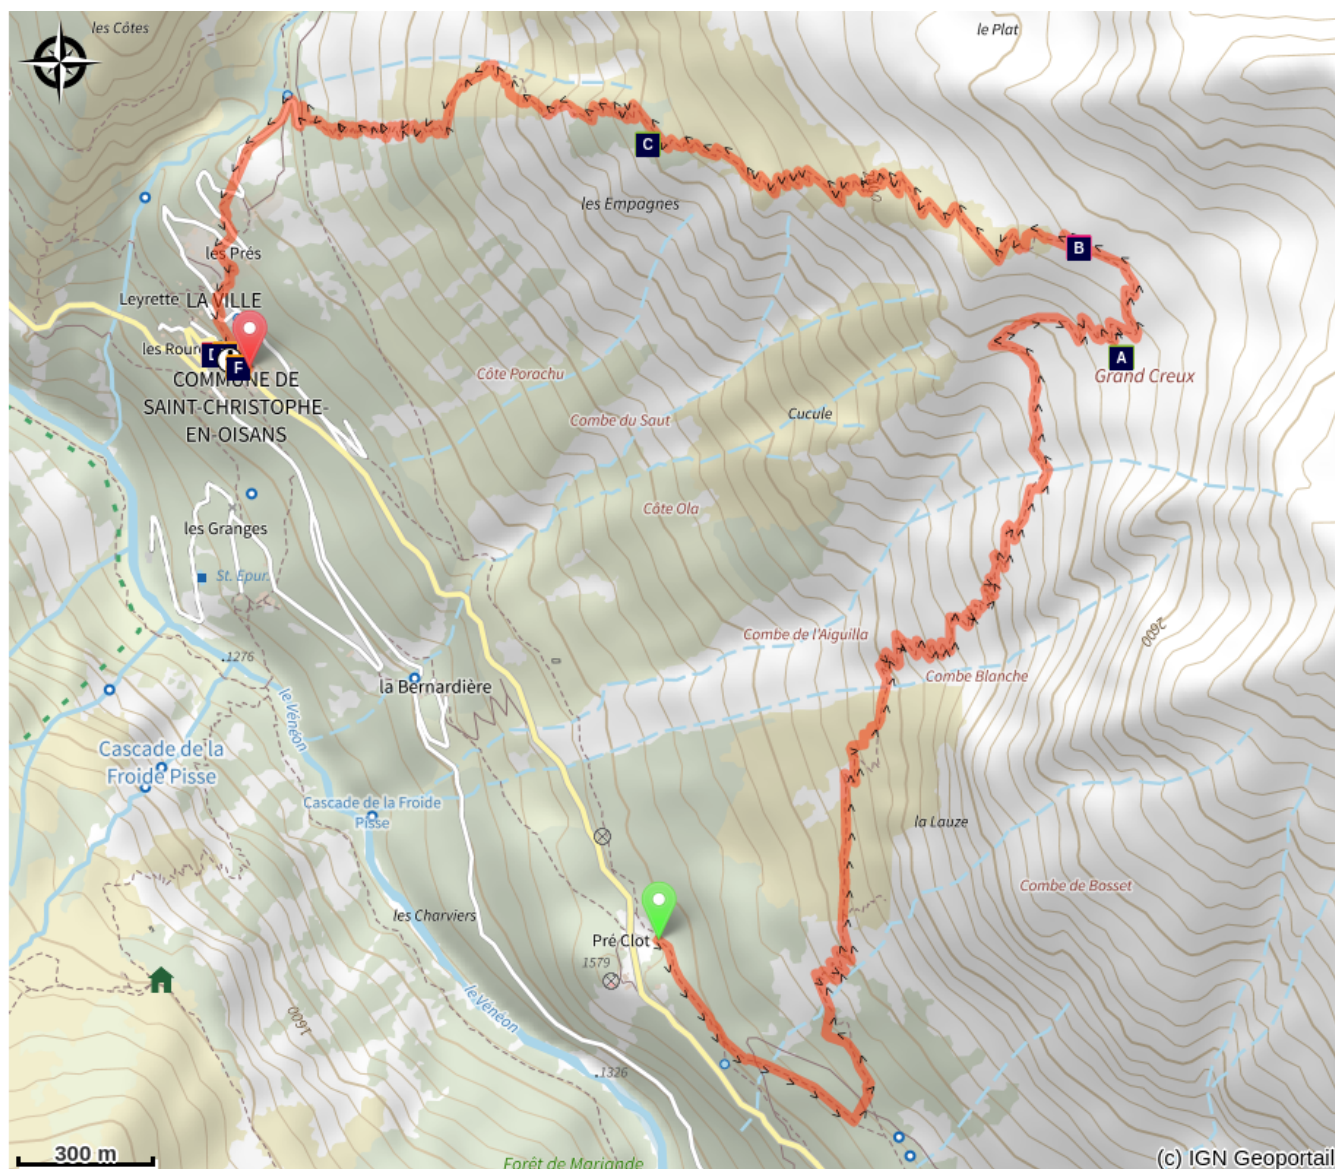 les Côtes
le Plat
C
les Empagnes
B
les Prés
Leyrette
LA VILLE
A
F
COMMUNE DE
SAINT-CHRISTOPHE-
EN-OISANS
Côte Porachu
Grand Creux
Combe du Saut
Cucule
Côte Ola
les Granges
St. Epur.
.1276
Combe de l'Aiguilla
2600
Combe Blanche
la Bernardière
le Vénéon
Cascade de la
Froide Pisse
Cascade de la Froide
Pisse
la Lauze
Combe de Bosset
les Charviers
Pré Clot
1579
le Vénéon
1600
.1326
300 m
Forêt de Mariande
(c) IGN Geoportail